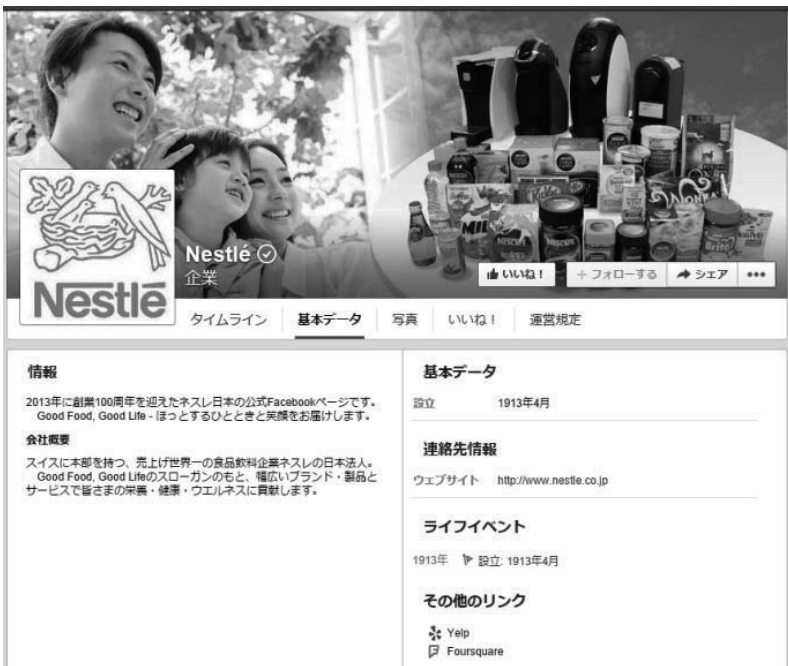 Nestlé
企業
Nestlé
いいね！
+ フォローする
シェア
•••
タイムライン
基本データ
写真
いいね！
運営規定
情報
2013年に創業100周年を迎えたネスレ日本の公式Facebookページです。
Good Food, Good Life - ほっとするひとときと笑顔をお届けします。
会社概要
スイスに本部を持つ、売上げ世界一の食品飲料企業ネスレの日本法人。
Good Food, Good Lifeのスローガンのもと、幅広いブランド・製品と
サービスで皆さまの栄養・健康・ウエルネスに貢献します。
基本データ
設立 1913年4月
連絡先情報
ウェブサイト http://www.nestle.co.jp
ライフイベント
1913年 設立: 1913年4月
その他のリンク
Yelp
Foursquare
KitKat
WONKA
NESCAFÉ
Brite